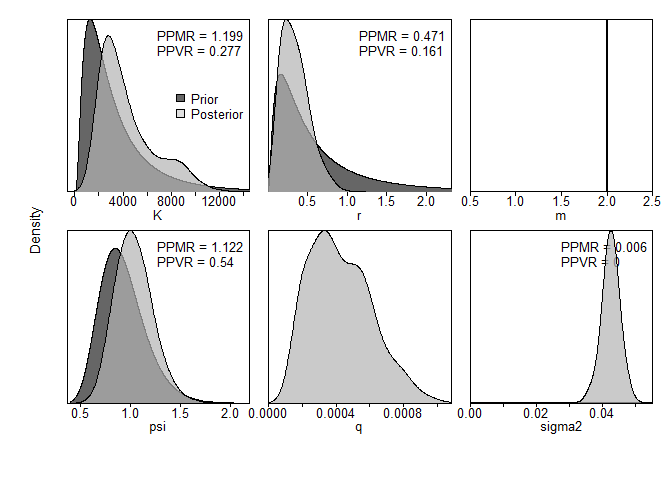 PPMR = 1.199
PPVR = 0.277
Prior
Posterior
0 4000 8000 12000
K
PPMR = 0.471
PPVR = 0.161
0.5 1.0 1.5 2.0
r
0.5 1.0 1.5 2.0 2.5
m
Density
PPMR = 1.122
PPVR = 0.54
0.5 1.0 1.5 2.0
psi
0.0000 0.0004 0.0008
q
PPMR = 0.006
PPVR = 0
0.00 0.02 0.04
sigma2